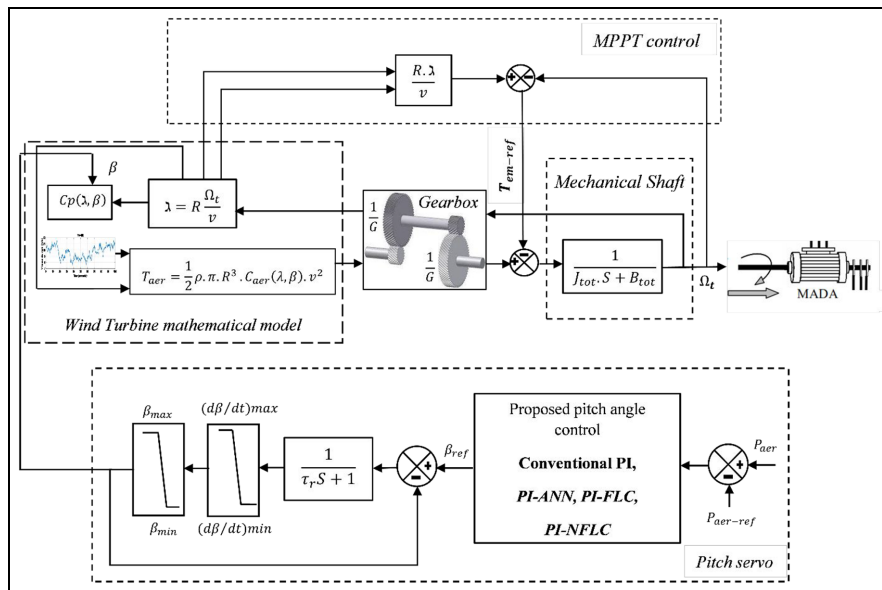 MPPT control
R.ג
v
+
-
β
Cp(ג, β)
ג = R Ω_t
v
T_aer = 1/2 ρ.π.R³.C_aer(λ, β).v²
Wind Turbine mathematical model
Gearbox
1
G
1
G
T_em-ref
Mechanical Shaft
-
+
1
J_tot.S + B_tot
Ω_t
MADA
β_max
(dβ/dt)max
1
τ_r S + 1
+
-
β_ref
Proposed pitch angle
control
Conventional PI,
PI-ANN, PI-FLC,
PI-NFLC
P_aer
+
-
P_aer-ref
β_min
(dβ/dt)min
Pitch servo